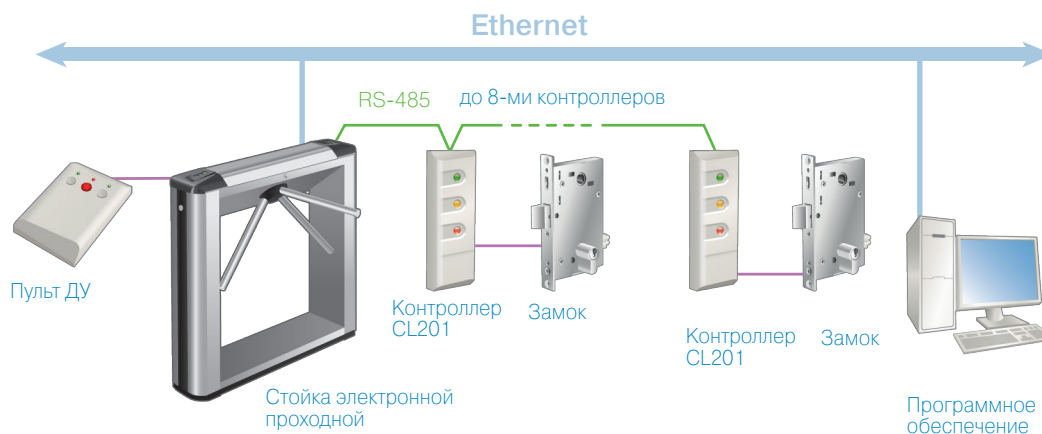 Ethernet
RS-485
до 8-ми контроллеров
Пульт ДУ
Контроллер
CL201
Замок
Контроллер
CL201
Замок
Стойка электронной
проходной
Программное
обеспечение